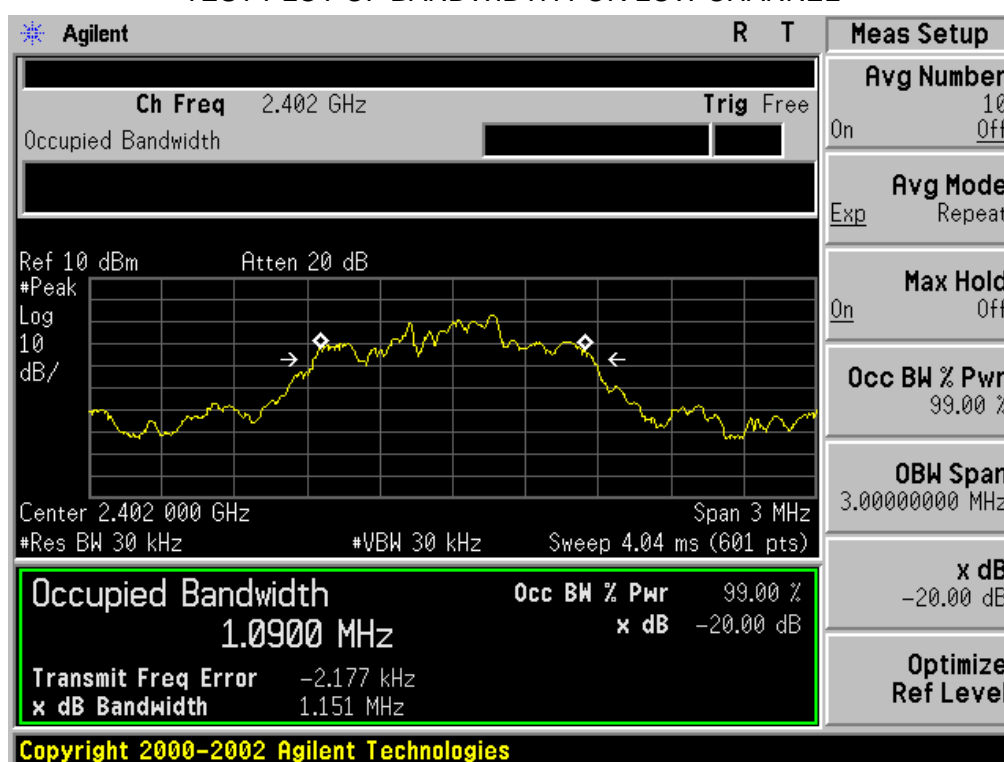 Agilent R T Meas Setup
Avg Number
10
On Off
Ch Freq 2.402 GHz Trig Free
Occupied Bandwidth
Avg Mode
Exp Repeat
Ref 10 dBm Atten 20 dB
#Peak
Log
10
dB/
Max Hold
On Off
Occ BW % Pwr
99.00 %
OBW Span
3.00000000 MHz
Center 2.402 000 GHz Span 3 MHz
#Res BW 30 kHz #VBW 30 kHz Sweep 4.04 ms (601 pts)
x dB
-20.00 dB
Occupied Bandwidth Occ BW % Pwr 99.00 %
1.0900 MHz x dB -20.00 dB
Transmit Freq Error -2.177 kHz
x dB Bandwidth 1.151 MHz
Optimize
Ref Level
Copyright 2000-2002 Agilent Technologies